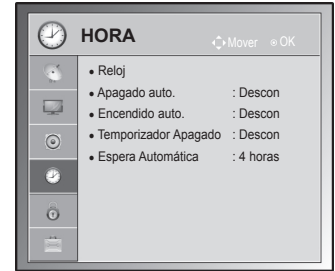 HORA
Mover OK
• Reloj
• Apagado auto. : Descon
• Encendido auto. : Descon
• Temporizador Apagado : Descon
• Espera Automática : 4 horas